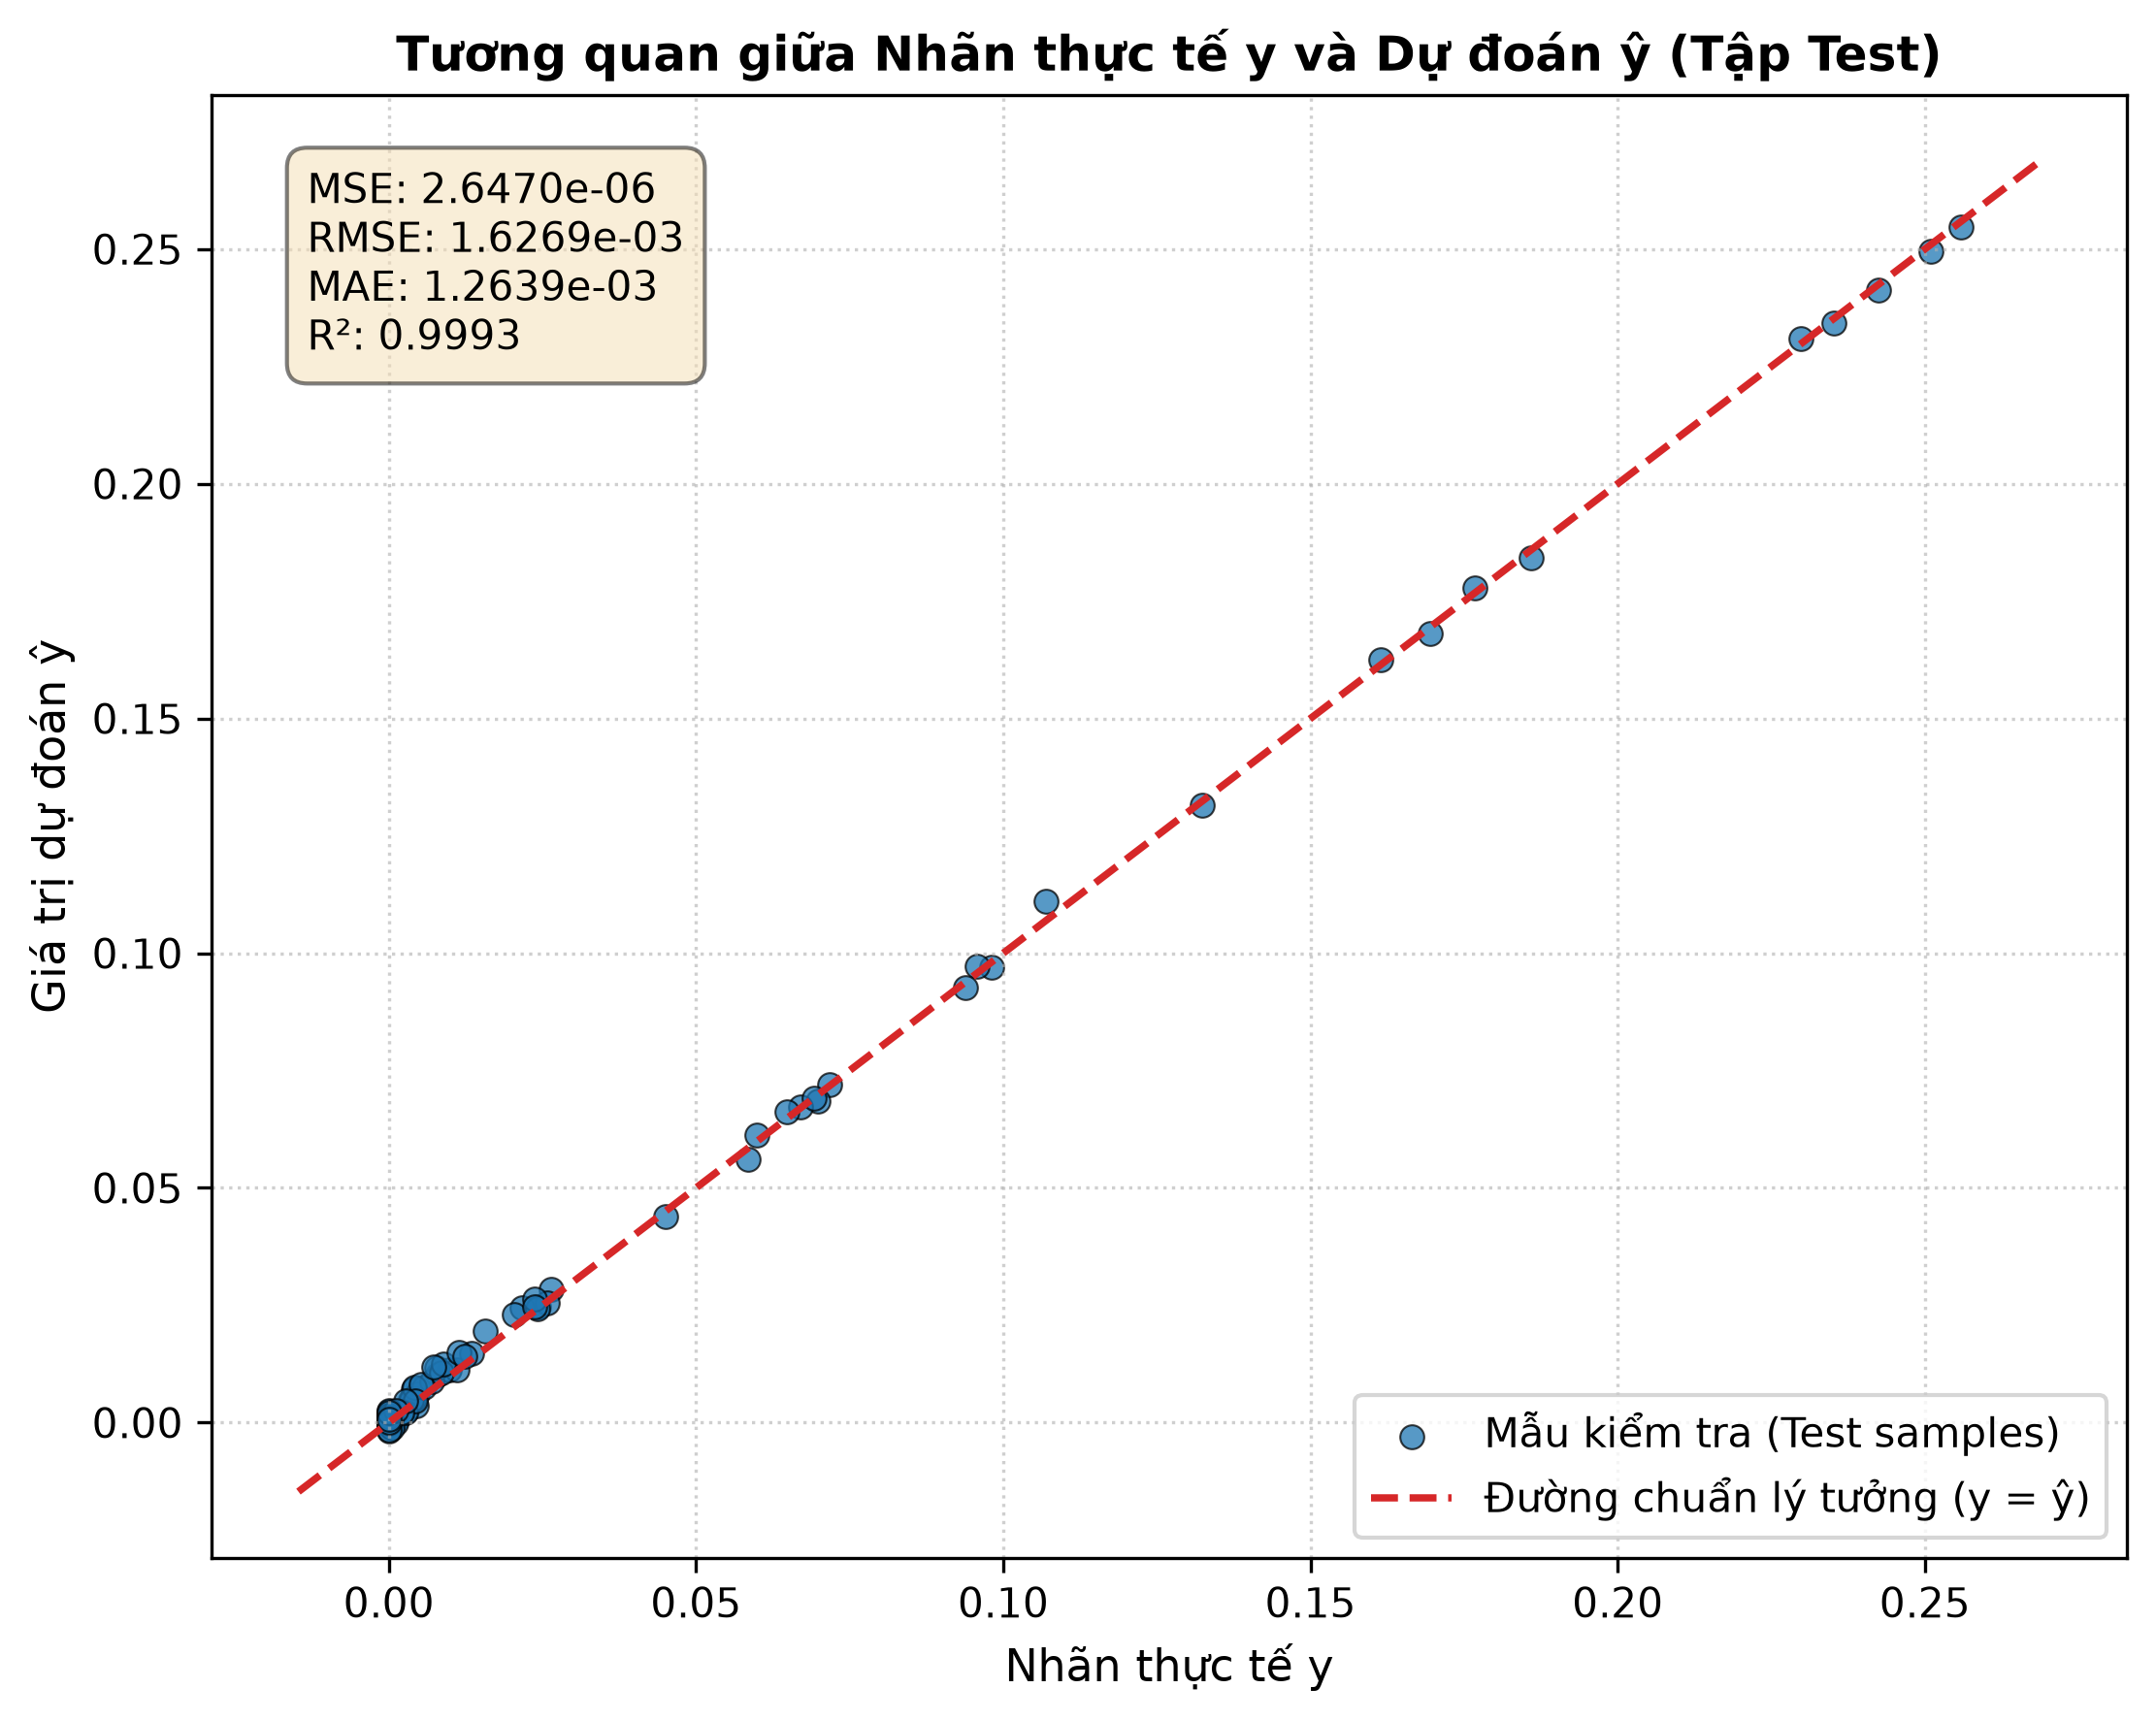 Tương quan giữa Nhãn thực tế y và Dự đoán ŷ (Tập Test)
MSE: 2.6470e-06
RMSE: 1.6269e-03
MAE: 1.2639e-03
R²: 0.9993
Giá trị dự đoán ŷ
0.25
0.20
0.15
0.10
0.05
0.00
Mẫu kiểm tra (Test samples)
Đường chuẩn lý tưởng (y = ŷ)
0.00 0.05 0.10 0.15 0.20 0.25
Nhãn thực tế y